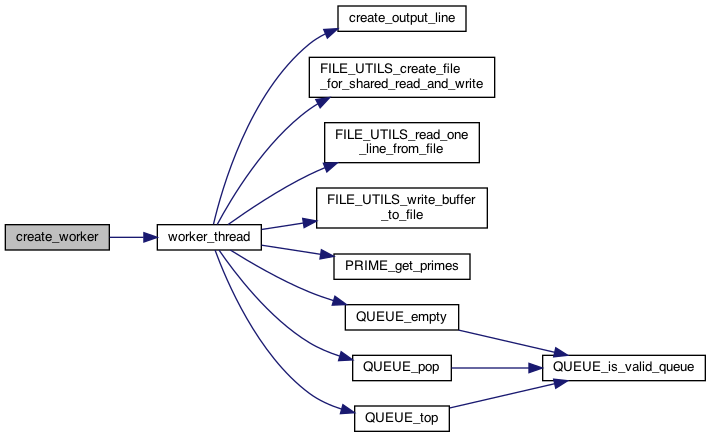 create_output_line
FILE_UTILS_create_file
_for_shared_read_and_write
FILE_UTILS_read_one
_line_from_file
FILE_UTILS_write_buffer
_to_file
create_worker
worker_thread
PRIME_get_primes
QUEUE_empty
QUEUE_pop
QUEUE_is_valid_queue
QUEUE_top